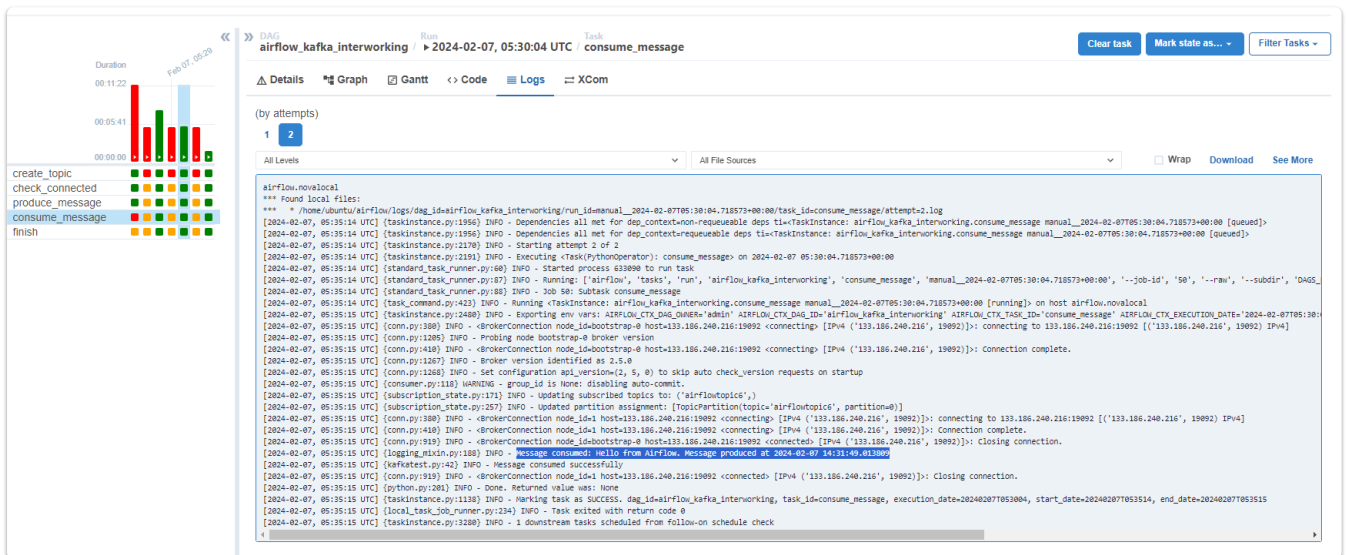 Duration
Feb 07, 05:29
00:11:22
00:05:41
00:00:00
create_topic
check_connected
produce_message
consume_message
finish
DAG
airflow_kafka_interworking
/
Run
2024-02-07, 05:30:04 UTC
/
Task
consume_message
Clear task
Mark state as...
Filter Tasks
Details
Graph
Gantt
Code
Logs
XCom
(by attempts)
1
2
All Levels
All File Sources
Wrap
Download
See More
airflow.novalocal
*** Found local files:
***   * /home/ubuntu/airflow/logs/dag_id=airflow_kafka_interworking/run_id=manual__2024-02-07T05:30:04.718573+00:00/task_id=consume_message/attempt=2.log
[2024-02-07, 05:35:14 UTC] {taskinstance.py:1956} INFO - Dependencies all met for dep_context=non-requeueable deps ti=<TaskInstance: airflow_kafka_interworking.consume_message manual__2024-02-07T05:30:04.718573+00:00 [queued]>
[2024-02-07, 05:35:14 UTC] {taskinstance.py:1956} INFO - Dependencies all met for dep_context=requeueable deps ti=<TaskInstance: airflow_kafka_interworking.consume_message manual__2024-02-07T05:30:04.718573+00:00 [queued]>
[2024-02-07, 05:35:14 UTC] {taskinstance.py:2170} INFO - Starting attempt 2 of 2
[2024-02-07, 05:35:14 UTC] {taskinstance.py:2191} INFO - Executing <Task(PythonOperator): consume_message> on 2024-02-07 05:30:04.718573+00:00
[2024-02-07, 05:35:14 UTC] {standard_task_runner.py:60} INFO - Started process 633090 to run task
[2024-02-07, 05:35:14 UTC] {standard_task_runner.py:87} INFO - Running: ['airflow', 'tasks', 'run', 'airflow_kafka_interworking', 'consume_message', 'manual__2024-02-07T05:30:04.718573+00:00', '--job-id', '50', '--raw', '--subdir', 'DAGS_
[2024-02-07, 05:35:14 UTC] {standard_task_runner.py:88} INFO - Job 50: Subtask consume_message
[2024-02-07, 05:35:14 UTC] {task_command.py:423} INFO - Running <TaskInstance: airflow_kafka_interworking.consume_message manual__2024-02-07T05:30:04.718573+00:00 [running]> on host airflow.novalocal
[2024-02-07, 05:35:14 UTC] {taskinstance.py:2480} INFO - Exporting env vars: AIRFLOW_CTX_DAG_OWNER='admin' AIRFLOW_CTX_DAG_ID='airflow_kafka_interworking' AIRFLOW_CTX_TASK_ID='consume_message' AIRFLOW_CTX_EXECUTION_DATE='2024-02-07T05:30:
[2024-02-07, 05:35:15 UTC] {conn.py:380} INFO - <BrokerConnection node_id=bootstrap-0 host=133.186.240.216:19092 <connecting> [IPv4 ('133.186.240.216', 19092)]>: connecting to 133.186.240.216:19092 [('133.186.240.216', 19092) IPv4]
[2024-02-07, 05:35:15 UTC] {conn.py:1205} INFO - Probing node bootstrap-0 broker version
[2024-02-07, 05:35:15 UTC] {conn.py:410} INFO - <BrokerConnection node_id=bootstrap-0 host=133.186.240.216:19092 <connecting> [IPv4 ('133.186.240.216', 19092)]>: Connection complete.
[2024-02-07, 05:35:15 UTC] {conn.py:1267} INFO - Broker version identified as 2.5.0
[2024-02-07, 05:35:15 UTC] {conn.py:1268} INFO - Set configuration api_version=(2, 5, 0) to skip auto check_version requests on startup
[2024-02-07, 05:35:15 UTC] {consumer.py:118} WARNING - group_id is None: disabling auto-commit.
[2024-02-07, 05:35:15 UTC] {subscription_state.py:171} INFO - Updating subscribed topics to: ('airflowtopic6',)
[2024-02-07, 05:35:15 UTC] {subscription_state.py:257} INFO - Updated partition assignment: [TopicPartition(topic='airflowtopic6', partition=0)]
[2024-02-07, 05:35:15 UTC] {conn.py:380} INFO - <BrokerConnection node_id=1 host=133.186.240.216:19092 <connecting> [IPv4 ('133.186.240.216', 19092)]>: connecting to 133.186.240.216:19092 [('133.186.240.216', 19092) IPv4]
[2024-02-07, 05:35:15 UTC] {conn.py:410} INFO - <BrokerConnection node_id=1 host=133.186.240.216:19092 <connecting> [IPv4 ('133.186.240.216', 19092)]>: Connection complete.
[2024-02-07, 05:35:15 UTC] {conn.py:919} INFO - <BrokerConnection node_id=bootstrap-0 host=133.186.240.216:19092 <connected> [IPv4 ('133.186.240.216', 19092)]>: Closing connection.
[2024-02-07, 05:35:15 UTC] {logging_mixin.py:188} INFO - Message consumed: Hello from Airflow. Message produced at 2024-02-07 14:31:49.013809
[2024-02-07, 05:35:15 UTC] {kafkatest.py:42} INFO - Message consumed successfully
[2024-02-07, 05:35:15 UTC] {conn.py:919} INFO - <BrokerConnection node_id=1 host=133.186.240.216:19092 <connected> [IPv4 ('133.186.240.216', 19092)]>: Closing connection.
[2024-02-07, 05:35:15 UTC] {python.py:201} INFO - Done. Returned value was: None
[2024-02-07, 05:35:15 UTC] {taskinstance.py:1138} INFO - Marking task as SUCCESS. dag_id=airflow_kafka_interworking, task_id=consume_message, execution_date=20240207T053004, start_date=20240207T053514, end_date=20240207T053515
[2024-02-07, 05:35:15 UTC] {local_task_job_runner.py:234} INFO - Task exited with return code 0
[2024-02-07, 05:35:15 UTC] {taskinstance.py:3280} INFO - 1 downstream tasks scheduled from follow-on schedule check